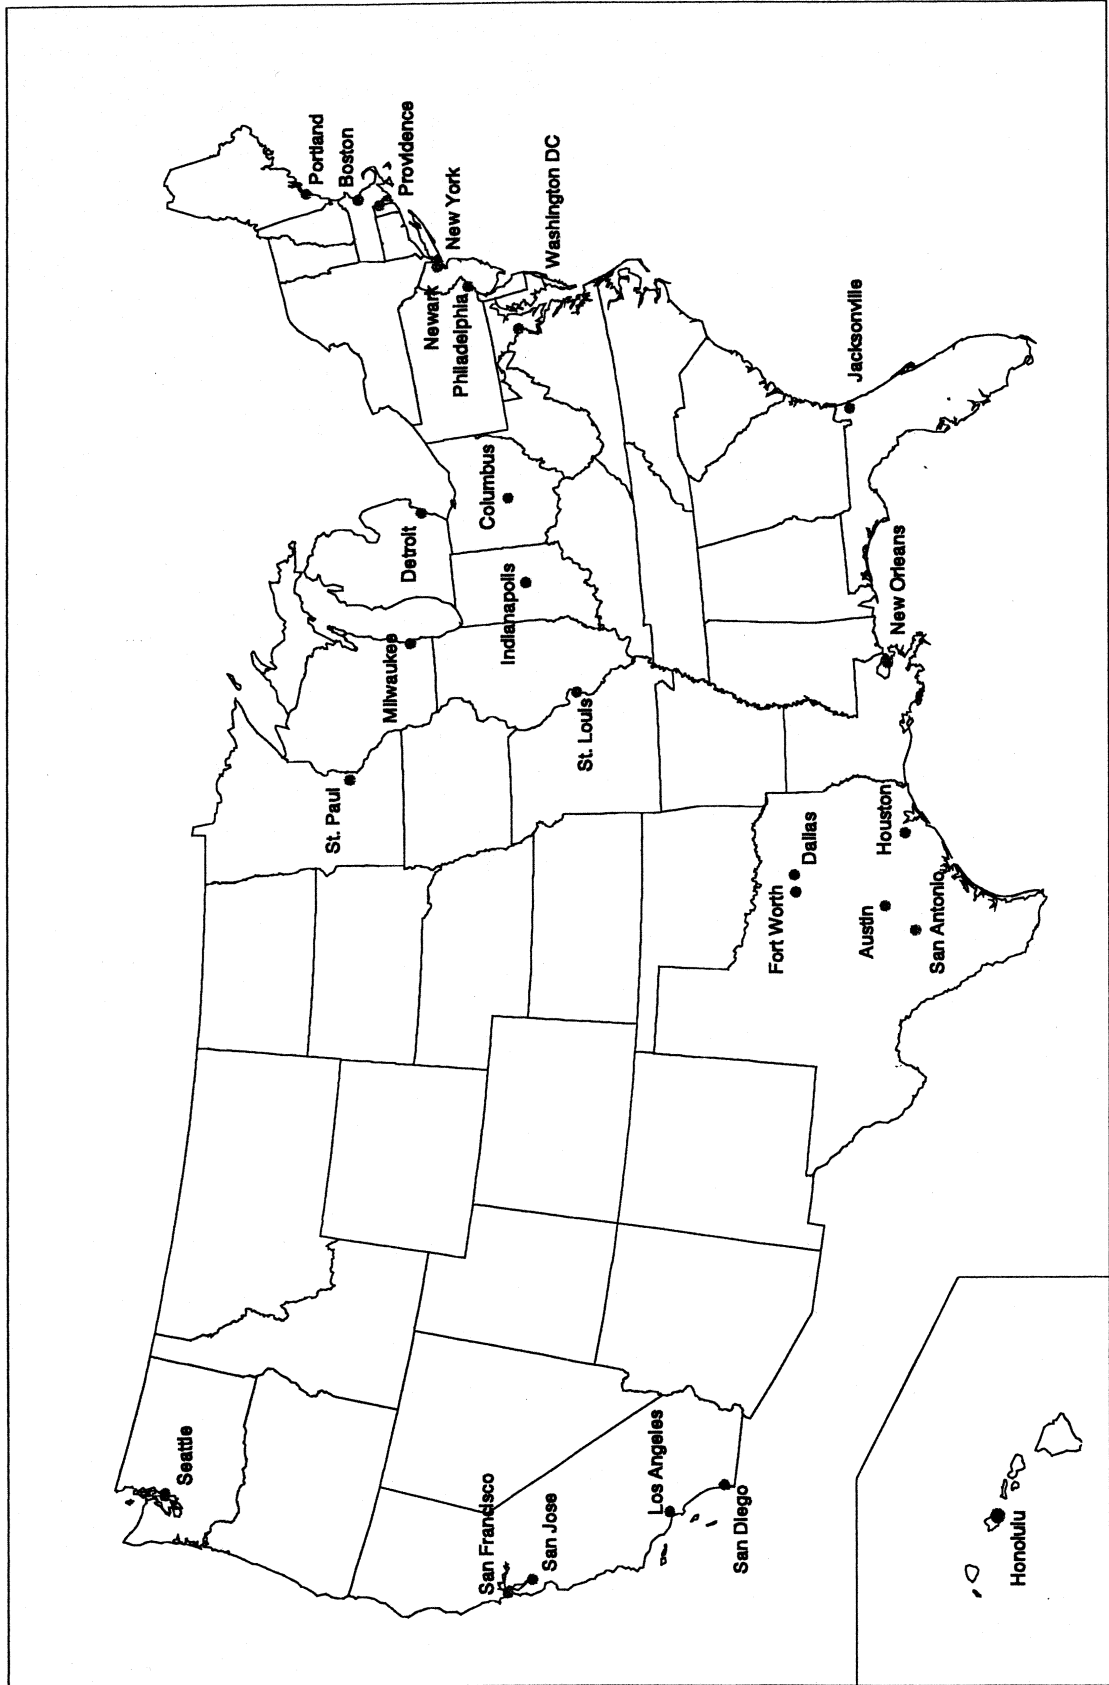 Portland
Boston
Providence
New York
Newark
Philadelphia
Washington DC
Jacksonville
Columbus
Detroit
Indianapolis
Milwaukee
New Orleans
St. Louis
St. Paul
Dallas
Fort Worth
Houston
Austin
San Antonio
Seattle
San Francisco
San Jose
Los Angeles
San Diego
Honolulu